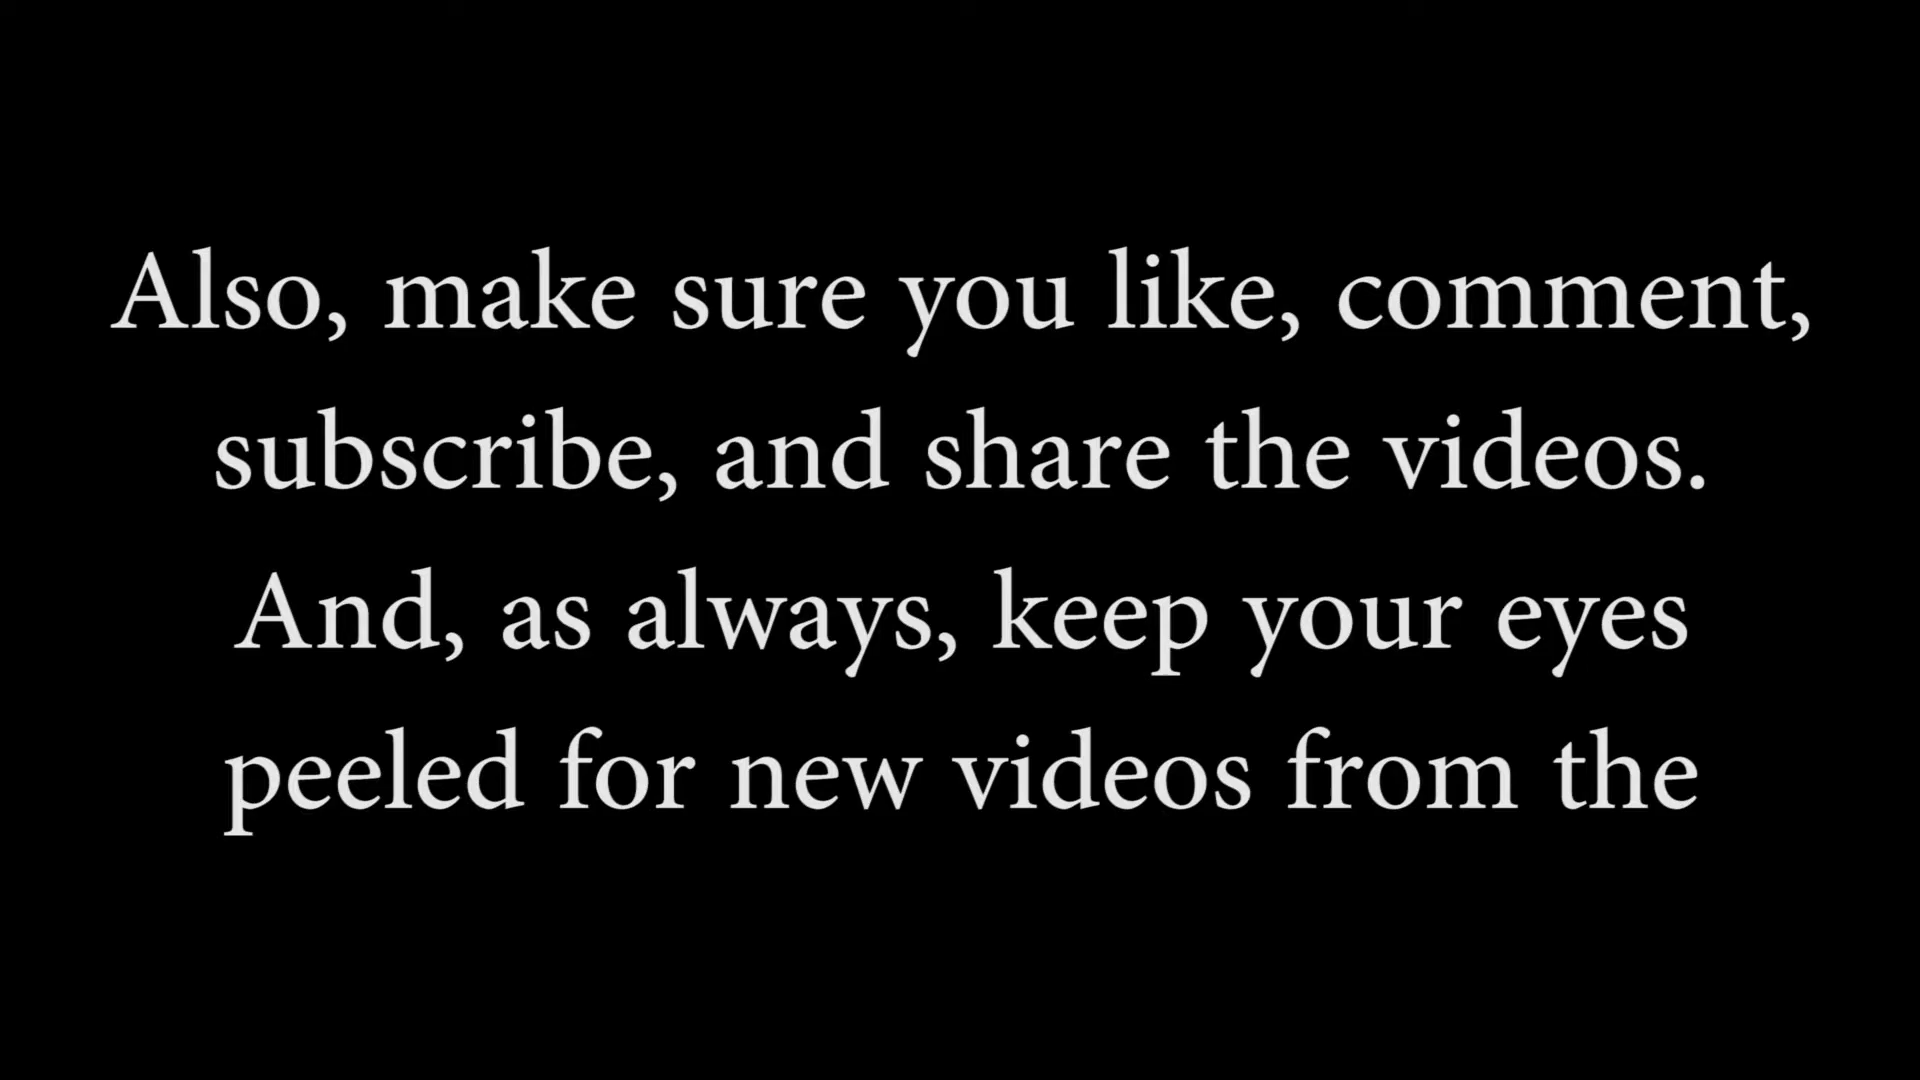 Also, make sure you like, comment,
subscribe, and share the videos.
And, as always, keep your eyes
peeled for new videos from the